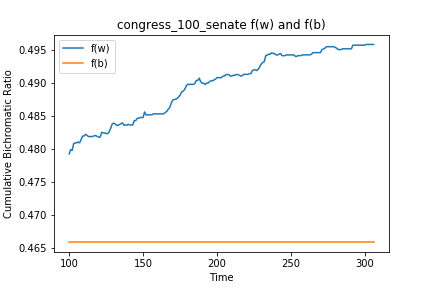 congress_100_senate f(w) and f(b)
f(w)
f(b)
0.495
0.490
0.485
0.480
0.475
0.470
0.465
Cumulative Bichromatic Ratio
100
150
200
250
300
Time